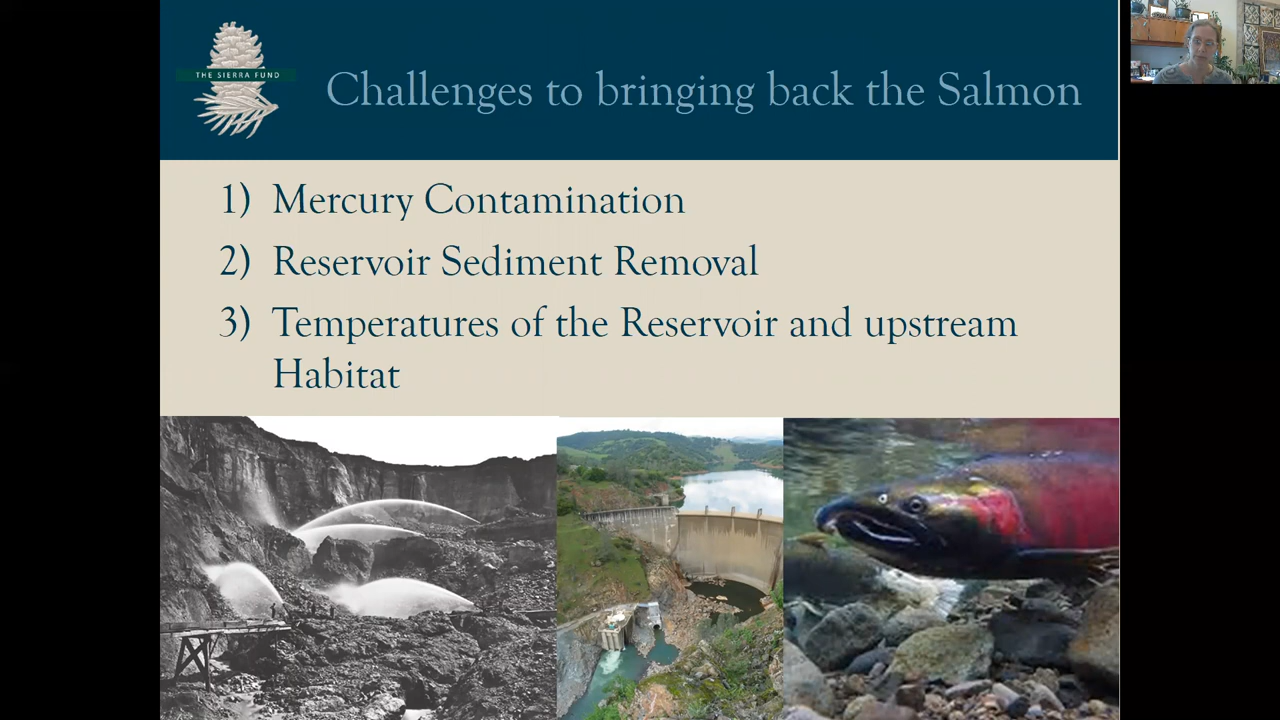 THE SIERRA FUND
Challenges to bringing back the Salmon
1) Mercury Contamination
2) Reservoir Sediment Removal
3) Temperatures of the Reservoir and upstream
Habitat